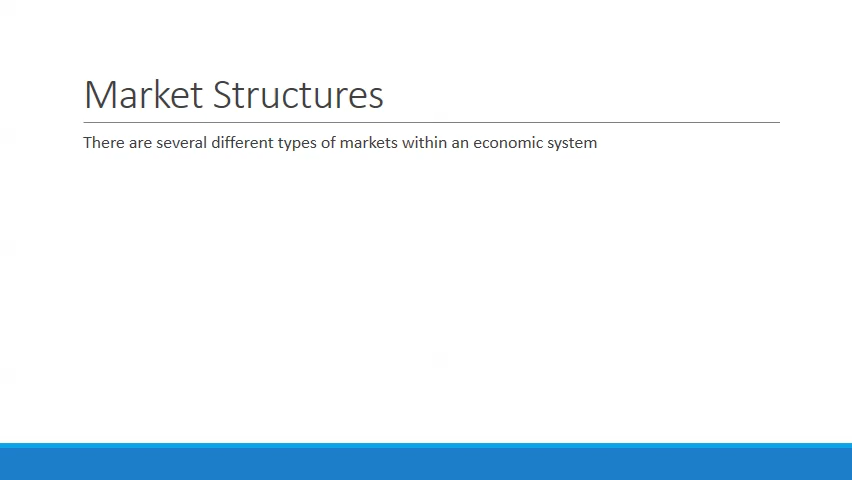 Market Structures
There are several different types of markets within an economic system